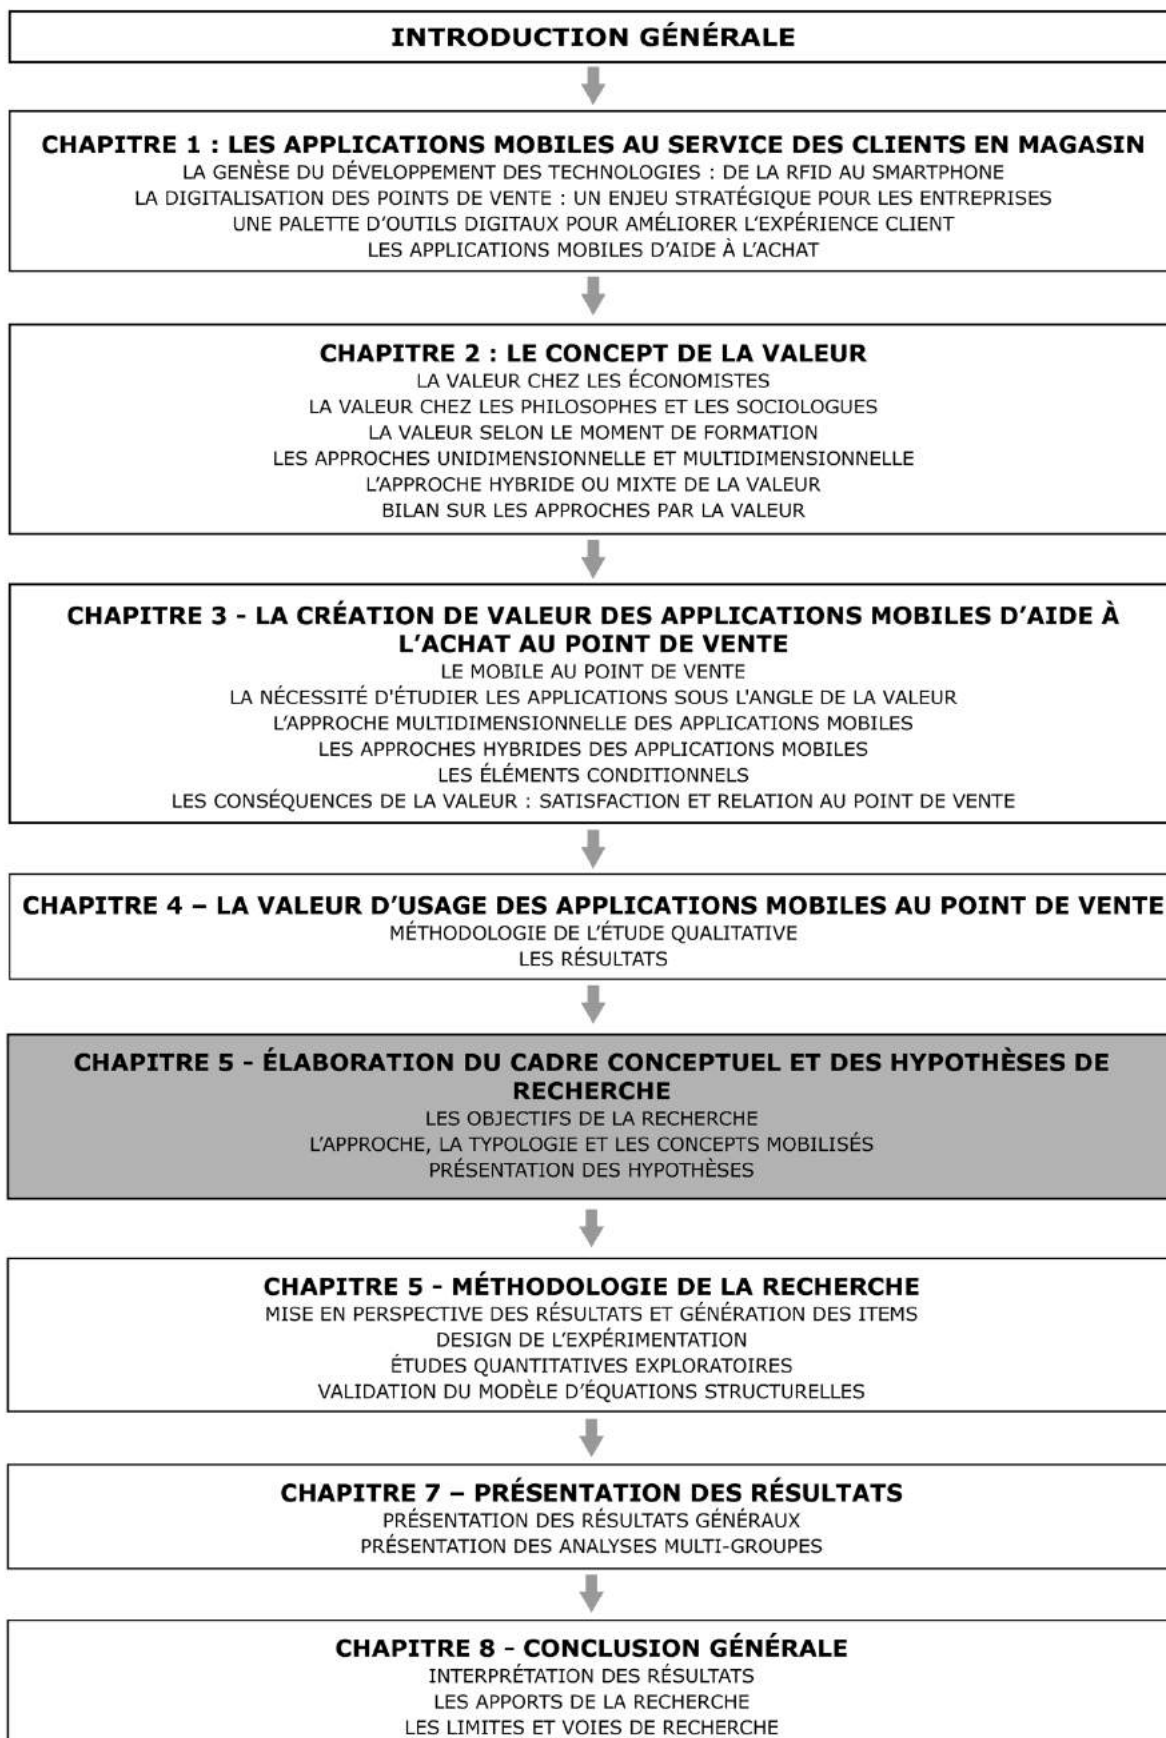 INTRODUCTION GÉNÉRALE
CHAPITRE 1 : LES APPLICATIONS MOBILES AU SERVICE DES CLIENTS EN MAGASIN
LA GENÈSE DU DÉVELOPPEMENT DES TECHNOLOGIES : DE LA RFID AU SMARTPHONE
LA DIGITALISATION DES POINTS DE VENTE : UN ENJEU STRATÉGIQUE POUR LES ENTREPRISES
UNE PALETTE D'OUTILS DIGITAUX POUR AMÉLIORER L'EXPÉRIENCE CLIENT
LES APPLICATIONS MOBILES D'AIDE À L'ACHAT
CHAPITRE 2 : LE CONCEPT DE LA VALEUR
LA VALEUR CHEZ LES ÉCONOMISTES
LA VALEUR CHEZ LES PHILOSOPHES ET LES SOCIOLOGUES
LA VALEUR SELON LE MOMENT DE FORMATION
LES APPROCHES UNIDIMENSIONNELLE ET MULTIDIMENSIONNELLE
L'APPROCHE HYBRIDE OU MIXTE DE LA VALEUR
BILAN SUR LES APPROCHES PAR LA VALEUR
CHAPITRE 3 - LA CRÉATION DE VALEUR DES APPLICATIONS MOBILES D'AIDE À
L'ACHAT AU POINT DE VENTE
LE MOBILE AU POINT DE VENTE
LA NÉCESSITÉ D'ÉTUDIER LES APPLICATIONS SOUS L'ANGLE DE LA VALEUR
L'APPROCHE MULTIDIMENSIONNELLE DES APPLICATIONS MOBILES
LES APPROCHES HYBRIDES DES APPLICATIONS MOBILES
LES ÉLÉMENTS CONDITIONNELS
LES CONSÉQUENCES DE LA VALEUR : SATISFACTION ET RELATION AU POINT DE VENTE
CHAPITRE 4 – LA VALEUR D'USAGE DES APPLICATIONS MOBILES AU POINT DE VENTE
MÉTHODOLOGIE DE L'ÉTUDE QUALITATIVE
LES RÉSULTATS
CHAPITRE 5 - ÉLABORATION DU CADRE CONCEPTUEL ET DES HYPOTHÈSES DE
RECHERCHE
LES OBJECTIFS DE LA RECHERCHE
L'APPROCHE, LA TYPOLOGIE ET LES CONCEPTS MOBILISÉS
PRÉSENTATION DES HYPOTHÈSES
CHAPITRE 5 - MÉTHODOLOGIE DE LA RECHERCHE
MISE EN PERSPECTIVE DES RÉSULTATS ET GÉNÉRATION DES ITEMS
DESIGN DE L'EXPÉRIMENTATION
ÉTUDES QUANTITATIVES EXPLORATOIRES
VALIDATION DU MODÈLE D'ÉQUATIONS STRUCTURELLES
CHAPITRE 7 – PRÉSENTATION DES RÉSULTATS
PRÉSENTATION DES RÉSULTATS GÉNÉRAUX
PRÉSENTATION DES ANALYSES MULTI-GROUPES
CHAPITRE 8 - CONCLUSION GÉNÉRALE
INTERPRÉTATION DES RÉSULTATS
LES APPORTS DE LA RECHERCHE
LES LIMITES ET VOIES DE RECHERCHE